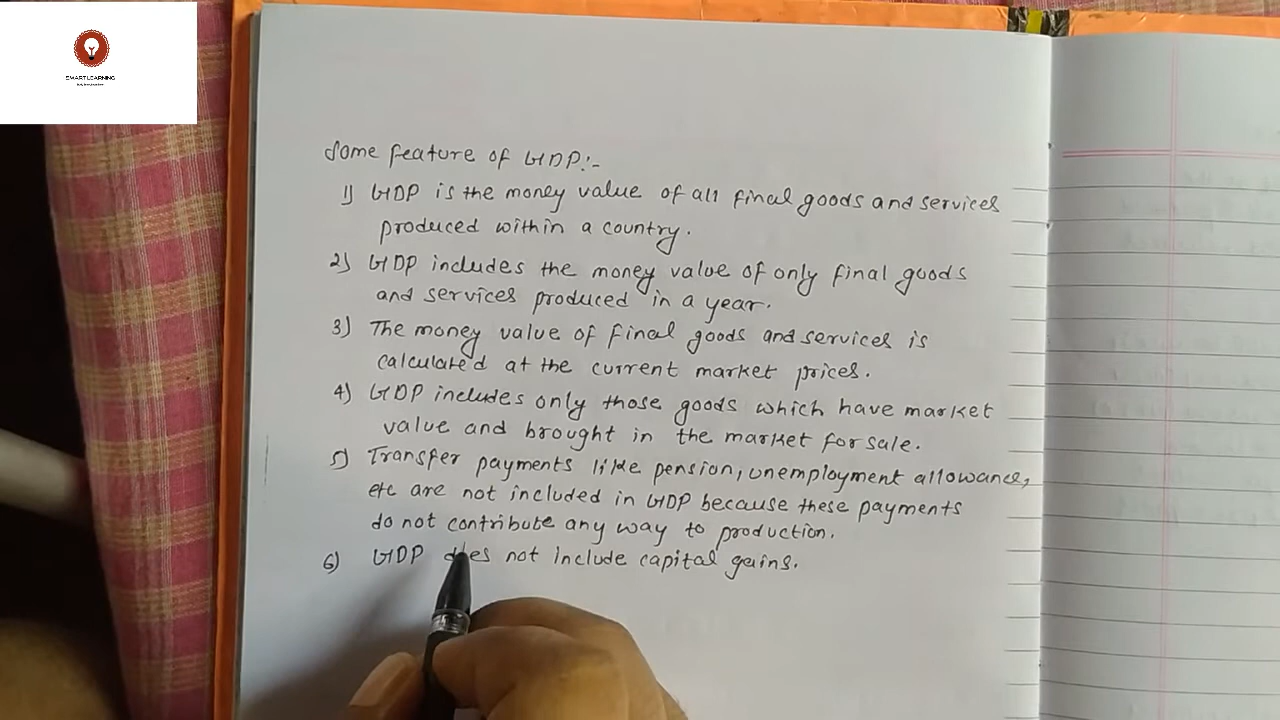 SMART LEARNING
Some feature of GDP:-
1) GDP is the money value of all final goods and services
produced within a country.
2) GDP includes the money value of only final goods
and services produced in a year.
3) The money value of final goods and services is
calculated at the current market prices.
4) GDP includes only those goods which have market
value and brought in the market for sale.
5) Transfer payments like pension, unemployment allowance,
etc are not included in GDP because these payments
do not contribute any way to production.
6) GDP does not include capital gains.